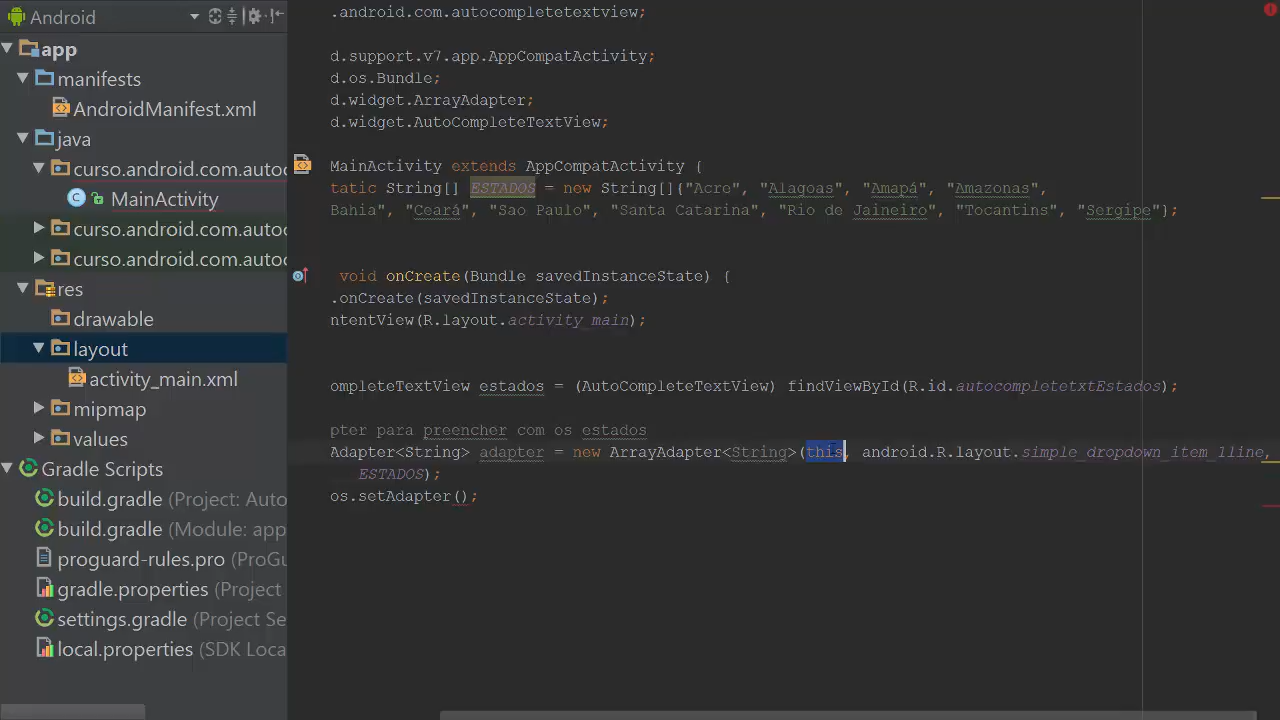 Android
app
manifests
AndroidManifest.xml
java
curso.android.com.autoc
MainActivity
curso.android.com.autoc
curso.android.com.autoc
res
drawable
layout
activity_main.xml
mipmap
values
Gradle Scripts
build.gradle (Project: Auto
build.gradle (Module: app
proguard-rules.pro (ProGu
gradle.properties (Project
settings.gradle (Project Se
local.properties (SDK Loca
.android.com.autocompletetextview;
d.support.v7.app.AppCompatActivity;
d.os.Bundle;
d.widget.ArrayAdapter;
d.widget.AutoCompleteTextView;
MainActivity extends AppCompatActivity {
tatic String[] ESTADOS = new String[]{"Acre", "Alagoas", "Amapá", "Amazonas",
Bahia", "Ceará", "Sao Paulo", "Santa Catarina", "Rio de Jaineiro", "Tocantins", "Sergipe"};
void onCreate(Bundle savedInstanceState) {
.onCreate(savedInstanceState);
ntentView(R.layout.activity_main);
ompleteTextView estados = (AutoCompleteTextView) findViewById(R.id.autocompletetxtEstados);
pter para preencher com os estados
Adapter<String> adapter = new ArrayAdapter<String>(this, android.R.layout.simple_dropdown_item_1line,
ESTADOS);
os.setAdapter();